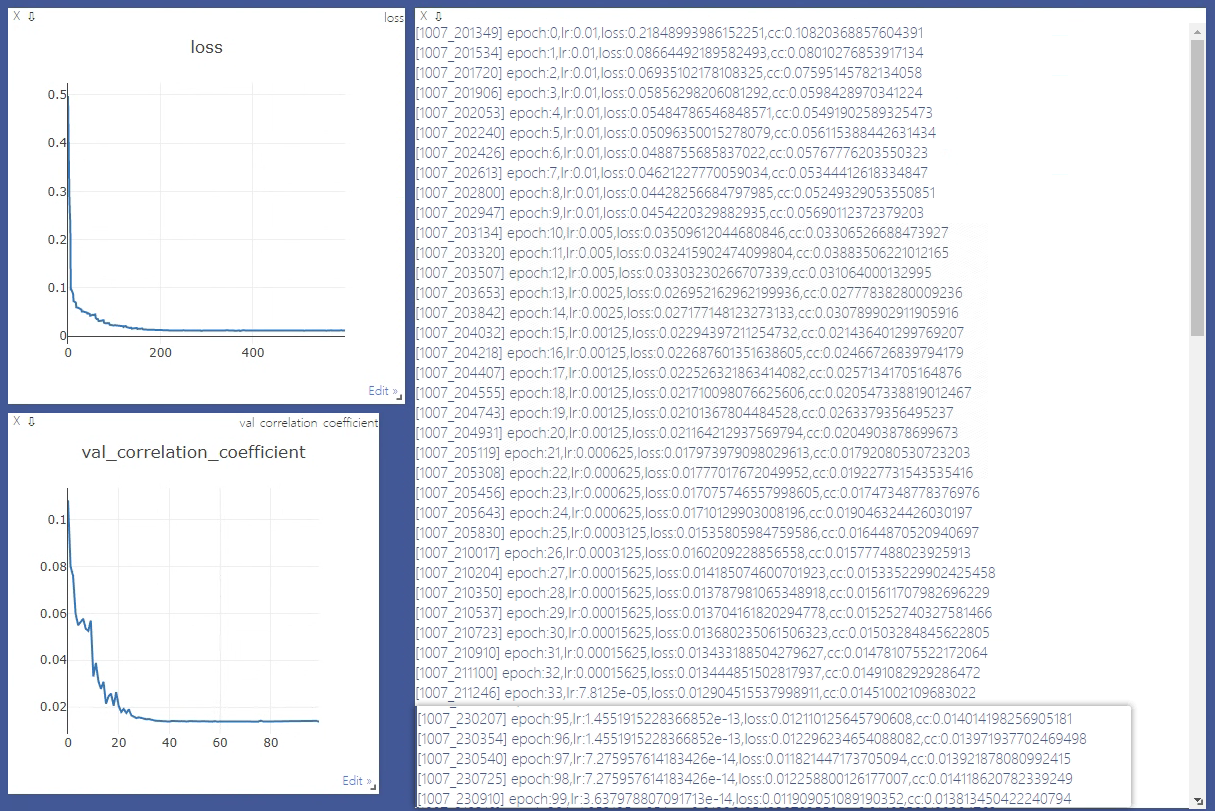 X ⇩ loss
loss
0.5
0.4
0.3
0.2
0.1
0
0 200 400
Edit »
X ⇩ val_correlation_coefficient
val_correlation_coefficient
0.1
0.08
0.06
0.04
0.02
0 20 40 60 80
Edit »
X ⇩
[1007_201349] epoch:0,lr:0.01,loss:0.21848993986152251,cc:0.10820368857604391
[1007_201534] epoch:1,lr:0.01,loss:0.08664492189582493,cc:0.08010276853917134
[1007_201720] epoch:2,lr:0.01,loss:0.06935102178108325,cc:0.07595145782134058
[1007_201906] epoch:3,lr:0.01,loss:0.05856298206081292,cc:0.0598428970341224
[1007_202053] epoch:4,lr:0.01,loss:0.05484786546848571,cc:0.05491902589325473
[1007_202240] epoch:5,lr:0.01,loss:0.05096350015278079,cc:0.056115388442631434
[1007_202426] epoch:6,lr:0.01,loss:0.0488755685837022,cc:0.05767776203550323
[1007_202613] epoch:7,lr:0.01,loss:0.04621227770059034,cc:0.05344412618334847
[1007_202800] epoch:8,lr:0.01,loss:0.04428256684797985,cc:0.05249329053550851
[1007_202947] epoch:9,lr:0.01,loss:0.0454220329882935,cc:0.05690112372379203
[1007_203134] epoch:10,lr:0.005,loss:0.03509612044680846,cc:0.03306526688473927
[1007_203320] epoch:11,lr:0.005,loss:0.032415902474099804,cc:0.03883506221012165
[1007_203507] epoch:12,lr:0.005,loss:0.03303230266707339,cc:0.031064000132995
[1007_203653] epoch:13,lr:0.0025,loss:0.026952162962199936,cc:0.02777838280009236
[1007_203842] epoch:14,lr:0.0025,loss:0.027177148123273133,cc:0.030789902911905916
[1007_204032] epoch:15,lr:0.00125,loss:0.02294397211254732,cc:0.021436401299769207
[1007_204218] epoch:16,lr:0.00125,loss:0.022687601351638605,cc:0.02466726839794179
[1007_204407] epoch:17,lr:0.00125,loss:0.022526321863414082,cc:0.02571341705164876
[1007_204555] epoch:18,lr:0.00125,loss:0.021710098076625606,cc:0.020547338819012467
[1007_204743] epoch:19,lr:0.00125,loss:0.02101367904484528,cc:0.0263379356495237
[1007_204931] epoch:20,lr:0.00125,loss:0.021164212937569794,cc:0.0204903878699673
[1007_205119] epoch:21,lr:0.000625,loss:0.017973979098029613,cc:0.01792080530723203
[1007_205308] epoch:22,lr:0.000625,loss:0.01777017672049952,cc:0.019227731543535416
[1007_205456] epoch:23,lr:0.000625,loss:0.017075746557998605,cc:0.01747348778376976
[1007_205643] epoch:24,lr:0.000625,loss:0.01710129903008196,cc:0.019046324426030197
[1007_205830] epoch:25,lr:0.0003125,loss:0.01535805984759586,cc:0.01644870520940697
[1007_210017] epoch:26,lr:0.0003125,loss:0.0160209228856558,cc:0.015777488023925913
[1007_210204] epoch:27,lr:0.00015625,loss:0.014185074600701923,cc:0.015335229902425458
[1007_210350] epoch:28,lr:0.00015625,loss:0.013787981065348918,cc:0.015611707982696229
[1007_210537] epoch:29,lr:0.00015625,loss:0.013704161820294778,cc:0.015252740327581466
[1007_210723] epoch:30,lr:0.00015625,loss:0.013680235061506323,cc:0.01503284845622805
[1007_210910] epoch:31,lr:0.00015625,loss:0.013433188504279627,cc:0.014781075522172064
[1007_211100] epoch:32,lr:0.00015625,loss:0.013444851502817937,cc:0.01491082929286472
[1007_211246] epoch:33,lr:7.8125e-05,loss:0.012904515537998911,cc:0.01451002109683022
[1007_230207] epoch:95,lr:1.4551915228366852e-13,loss:0.012110125645790608,cc:0.014014198256905181
[1007_230354] epoch:96,lr:1.4551915228366852e-13,loss:0.012296234654088082,cc:0.013971937702469498
[1007_230540] epoch:97,lr:7.275957614183426e-14,loss:0.011821447173705094,cc:0.013921878080992415
[1007_230725] epoch:98,lr:7.275957614183426e-14,loss:0.012258800126177007,cc:0.014118620782339249
[1007_230910] epoch:99,lr:3.637978807091713e-14,loss:0.011909051089190352,cc:0.013813450422240794